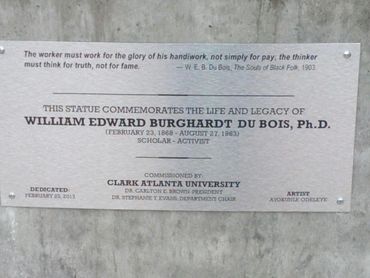 The worker must work for the glory of his handiwork, not simply for pay; the thinker
must think for truth, not for fame.
— W. E. B. Du Bois, The Souls of Black Folk, 1903.
THIS STATUE COMMEMORATES THE LIFE AND LEGACY OF
WILLIAM EDWARD BURGHARDT DU BOIS, Ph.D.
(FEBRUARY 23, 1868 - AUGUST 27, 1963)
SCHOLAR - ACTIVIST
COMMISSIONED BY:
CLARK ATLANTA UNIVERSITY
DR. CARLTON E. BROWN: PRESIDENT
DR. STEPHANIE Y. EVANS: DEPARTMENT CHAIR
DEDICATED:
FEBRUARY 23, 2013
ARTIST
AYOKUNLE ODELEYE